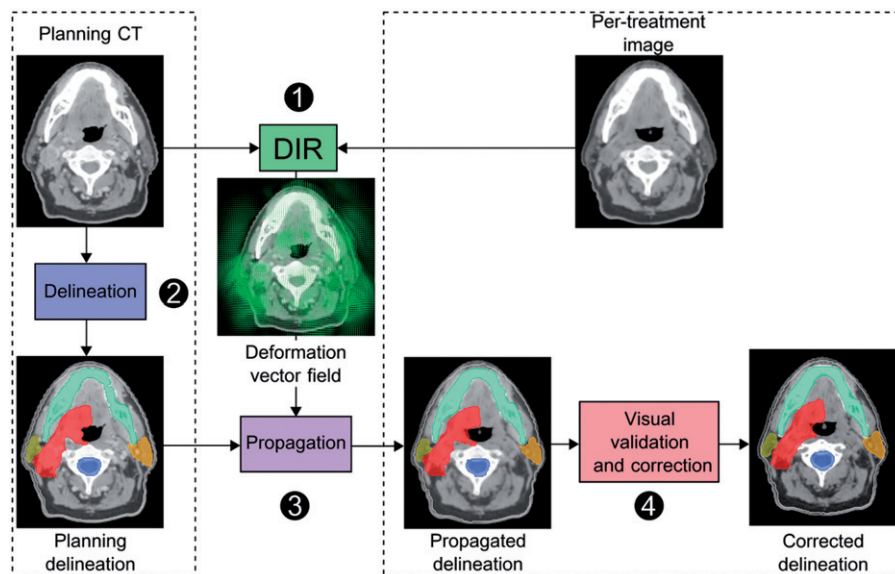 Planning CT
Per-treatment
image
1
DIR
Delineation
2
Deformation
vector field
Propagation
3
Visual
validation
and correction
4
Planning
delineation
Propagated
delineation
Corrected
delineation